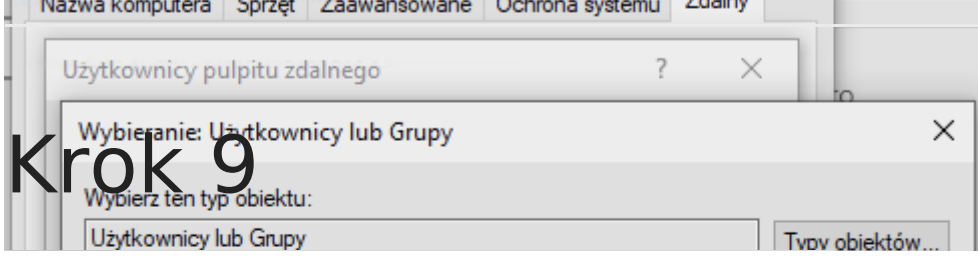 Nazwa komputera Sprzęt Zaawansowane Ochrona systemu Zdalny
Użytkownicy pulpitu zdalnego ?
Wybieranie: Użytkownicy lub Grupy
Krok 9
Wybierz ten typ obiektu:
Użytkownicy lub Grupy Typy obiektów...